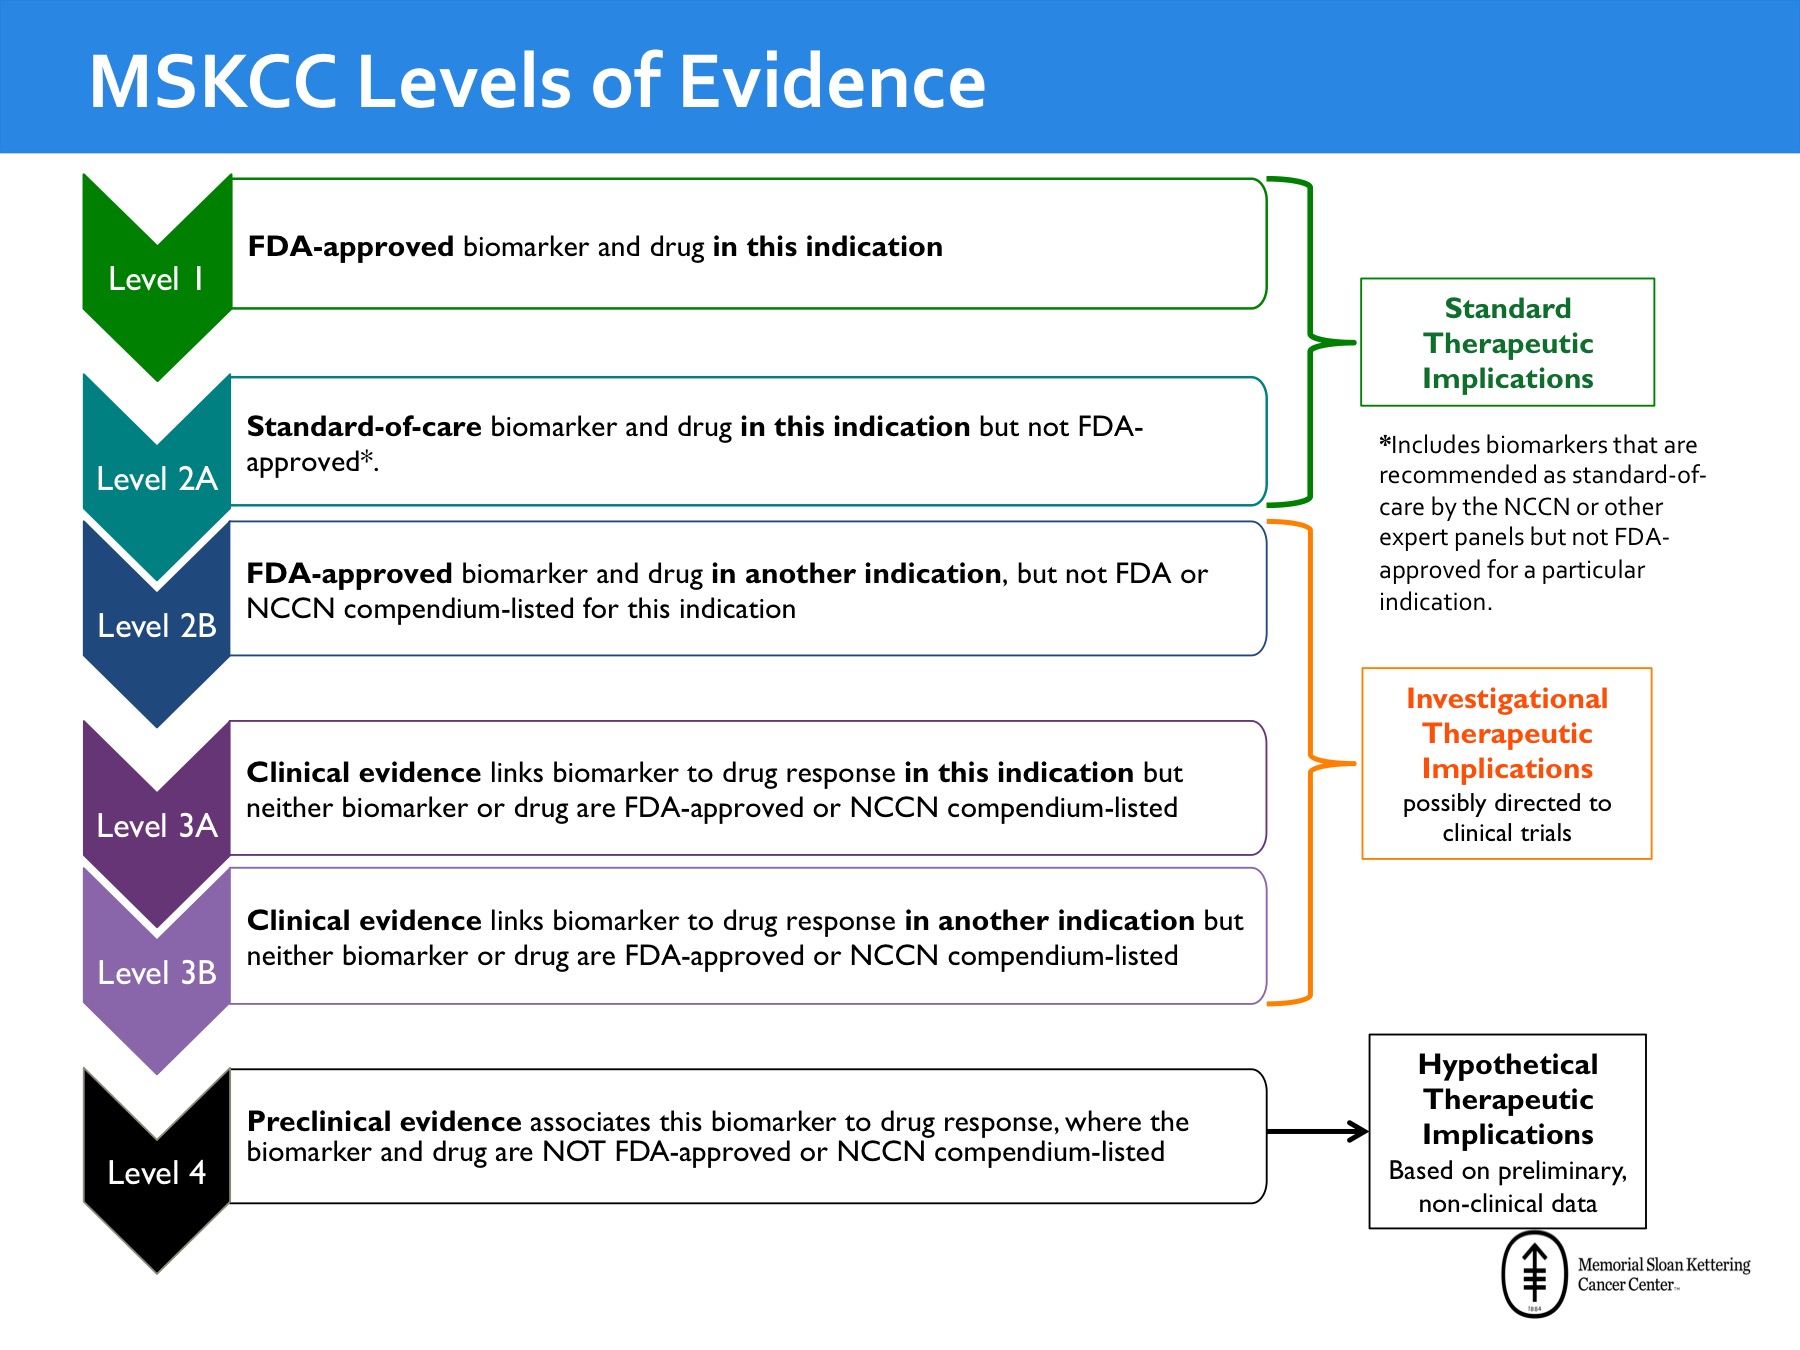 MSKCC Levels of Evidence
Level 1
FDA-approved biomarker and drug in this indication
Standard
Therapeutic
Implications
Level 2A
Standard-of-care biomarker and drug in this indication but not FDA-
approved*.
*Includes biomarkers that are
recommended as standard-of-
care by the NCCN or other
expert panels but not FDA-
approved for a particular
indication.
Level 2B
FDA-approved biomarker and drug in another indication, but not FDA or
NCCN compendium-listed for this indication
Investigational
Therapeutic
Implications
possibly directed to
clinical trials
Level 3A
Clinical evidence links biomarker to drug response in this indication but
neither biomarker or drug are FDA-approved or NCCN compendium-listed
Level 3B
Clinical evidence links biomarker to drug response in another indication but
neither biomarker or drug are FDA-approved or NCCN compendium-listed
Level 4
Preclinical evidence associates this biomarker to drug response, where the
biomarker and drug are NOT FDA-approved or NCCN compendium-listed
Hypothetical
Therapeutic
Implications
Based on preliminary,
non-clinical data
1884
Memorial Sloan Kettering
Cancer Center™